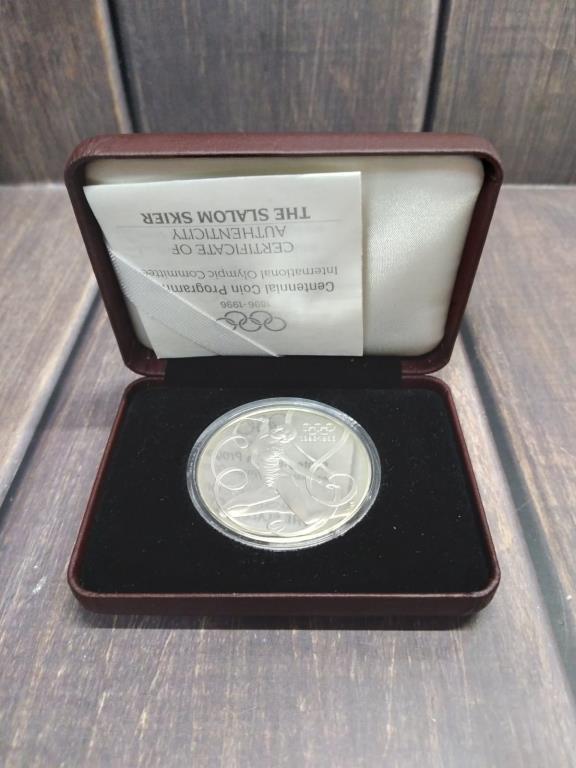 1896-1996
International Olympic Committee
Centennial Coin Program
CERTIFICATE OF
AUTHENTICITY
THE SLALOM SKIER